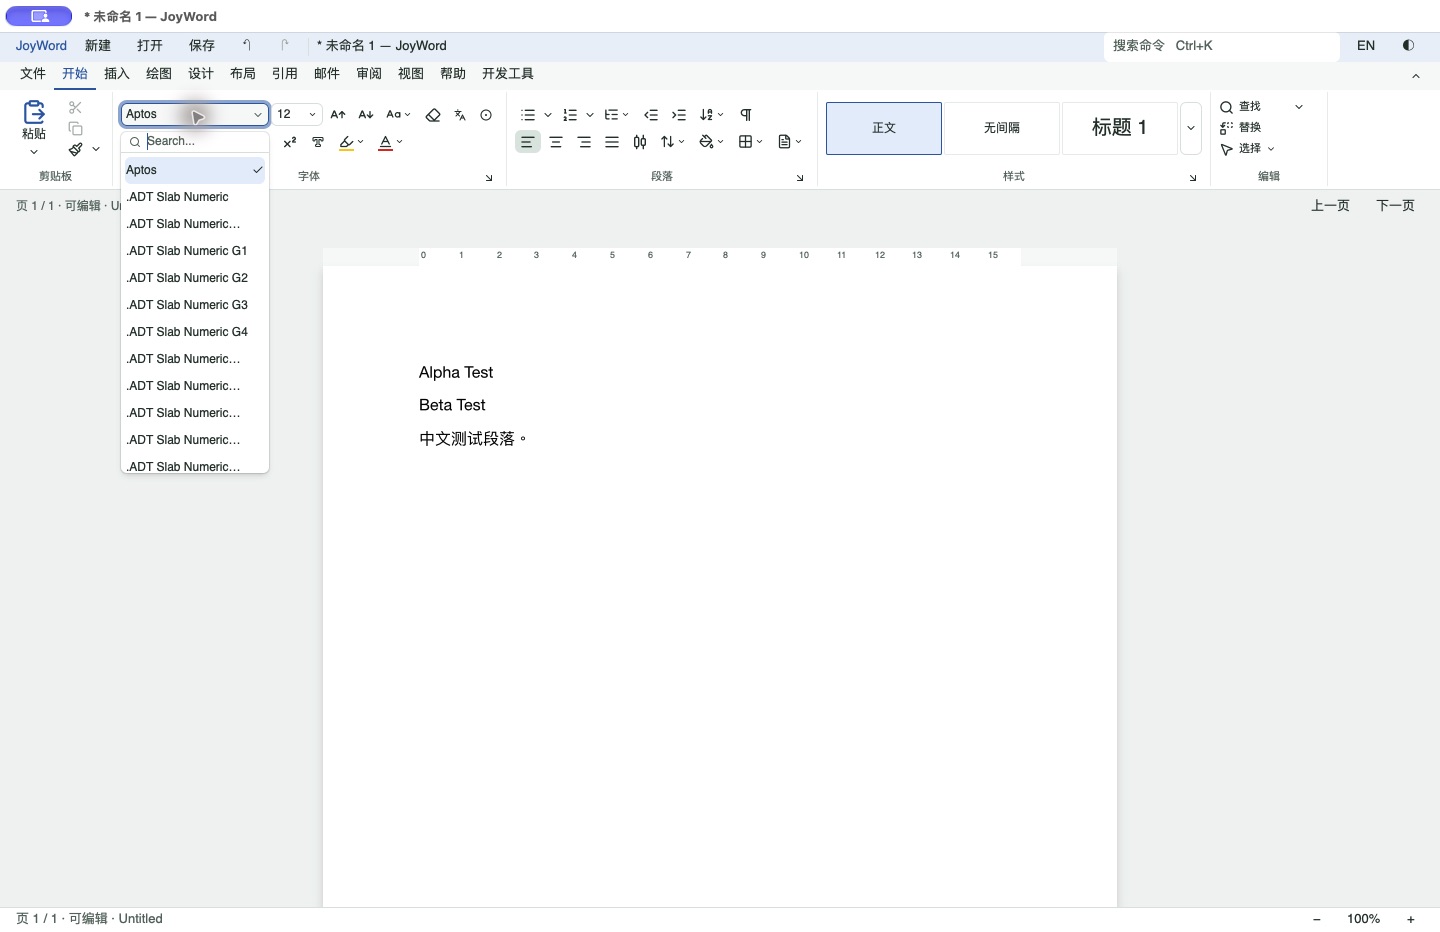 * 未命名 1 — JoyWord
JoyWord 新建 打开 保存 * 未命名 1 — JoyWord 搜索命令 Ctrl+K EN
文件 开始 插入 绘图 设计 布局 引用 邮件 审阅 视图 帮助 开发工具
粘贴
剪贴板
Aptos 12
Search...
Aptos
.ADT Slab Numeric
.ADT Slab Numeric...
.ADT Slab Numeric G1
.ADT Slab Numeric G2
.ADT Slab Numeric G3
.ADT Slab Numeric G4
.ADT Slab Numeric...
.ADT Slab Numeric...
.ADT Slab Numeric...
.ADT Slab Numeric...
.ADT Slab Numeric...
字体
段落
正文 无间隔 标题 1
样式
查找
替换
选择
编辑
页 1 / 1 · 可编辑 · 上一页 下一页
0 1 2 3 4 5 6 7 8 9 10 11 12 13 14 15
Alpha Test
Beta Test
中文测试段落。
页 1 / 1 · 可编辑 · Untitled − 100% +